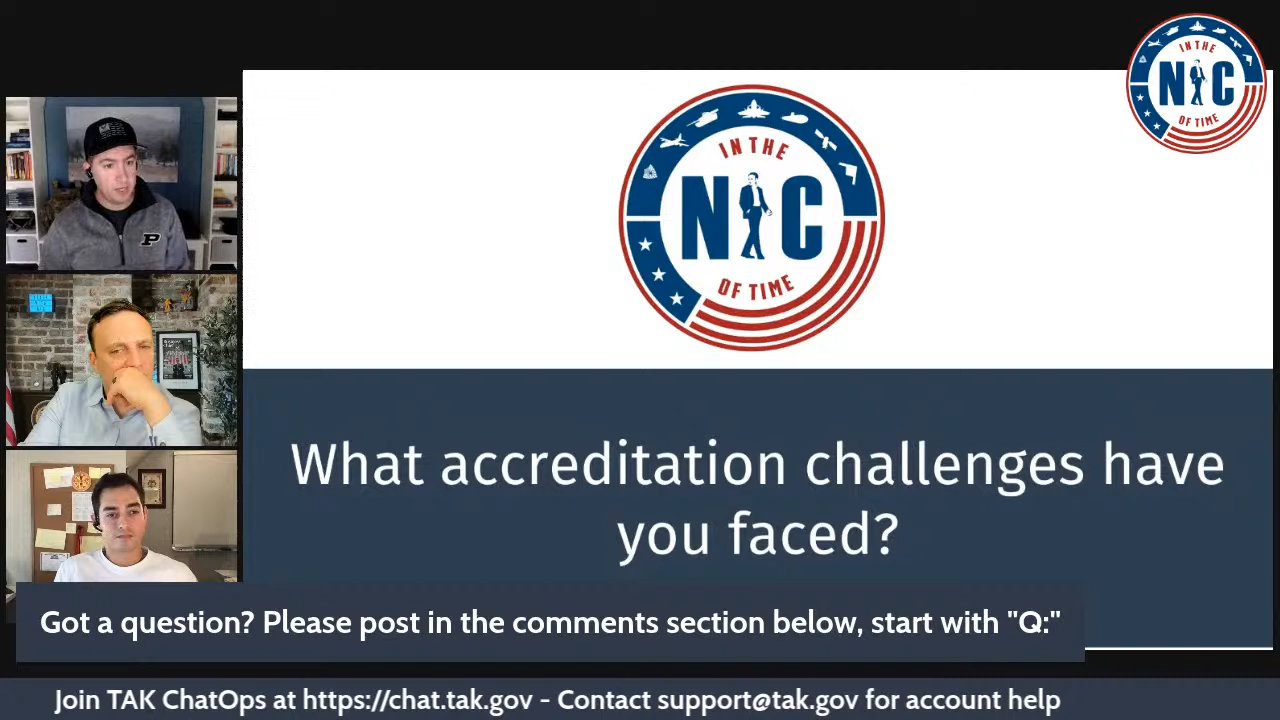 IN THE
NIC
OF TIME
IN THE
NIC
OF TIME
P
What accreditation challenges have
you faced?
Got a question? Please post in the comments section below, start with "Q:"
Join TAK ChatOps at https://chat.tak.gov - Contact support@tak.gov for account help